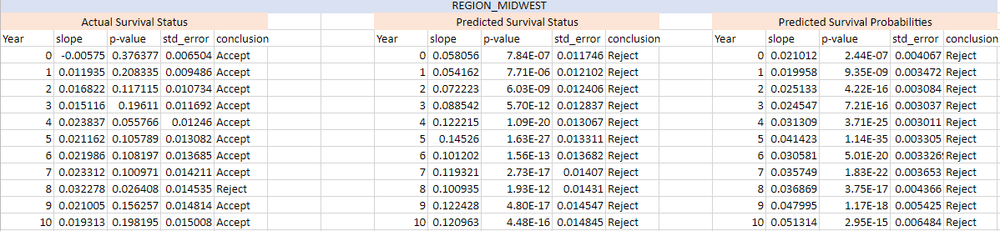 REGION_MIDWEST
Actual Survival Status Predicted Survival Status Predicted Survival Probabilities
Year slope p-value std_error conclusion Year slope p-value std_error conclusion Year slope p-value std_error conclusion
0 -0.00575 0.376377 0.006504 Accept 0 0.058056 7.84E-07 0.011746 Reject 0 0.021012 2.44E-07 0.004067 Reject
1 0.011935 0.208335 0.009486 Accept 1 0.054162 7.71E-06 0.012102 Reject 1 0.019958 9.35E-09 0.003472 Reject
2 0.016822 0.117115 0.010734 Accept 2 0.072223 6.03E-09 0.012406 Reject 2 0.025133 4.22E-16 0.003084 Reject
3 0.015116 0.19611 0.011692 Accept 3 0.088542 5.70E-12 0.012837 Reject 3 0.024547 7.21E-16 0.003037 Reject
4 0.023837 0.055766 0.01246 Accept 4 0.122215 1.09E-20 0.013067 Reject 4 0.031309 3.71E-25 0.003011 Reject
5 0.021162 0.105789 0.013082 Accept 5 0.14526 1.63E-27 0.013311 Reject 5 0.041423 1.14E-35 0.003305 Reject
6 0.021986 0.108197 0.013685 Accept 6 0.101202 1.56E-13 0.013682 Reject 6 0.030581 5.01E-20 0.003326 Reject
7 0.023312 0.100971 0.014211 Accept 7 0.119321 2.73E-17 0.01407 Reject 7 0.035749 1.83E-22 0.003653 Reject
8 0.032278 0.026408 0.014535 Reject 8 0.100935 1.93E-12 0.01431 Reject 8 0.036869 3.75E-17 0.004366 Reject
9 0.021005 0.156257 0.014814 Accept 9 0.122428 4.80E-17 0.014547 Reject 9 0.047995 1.17E-18 0.005425 Reject
10 0.019313 0.198195 0.015008 Accept 10 0.120963 4.48E-16 0.014845 Reject 10 0.051314 2.95E-15 0.006484 Reject